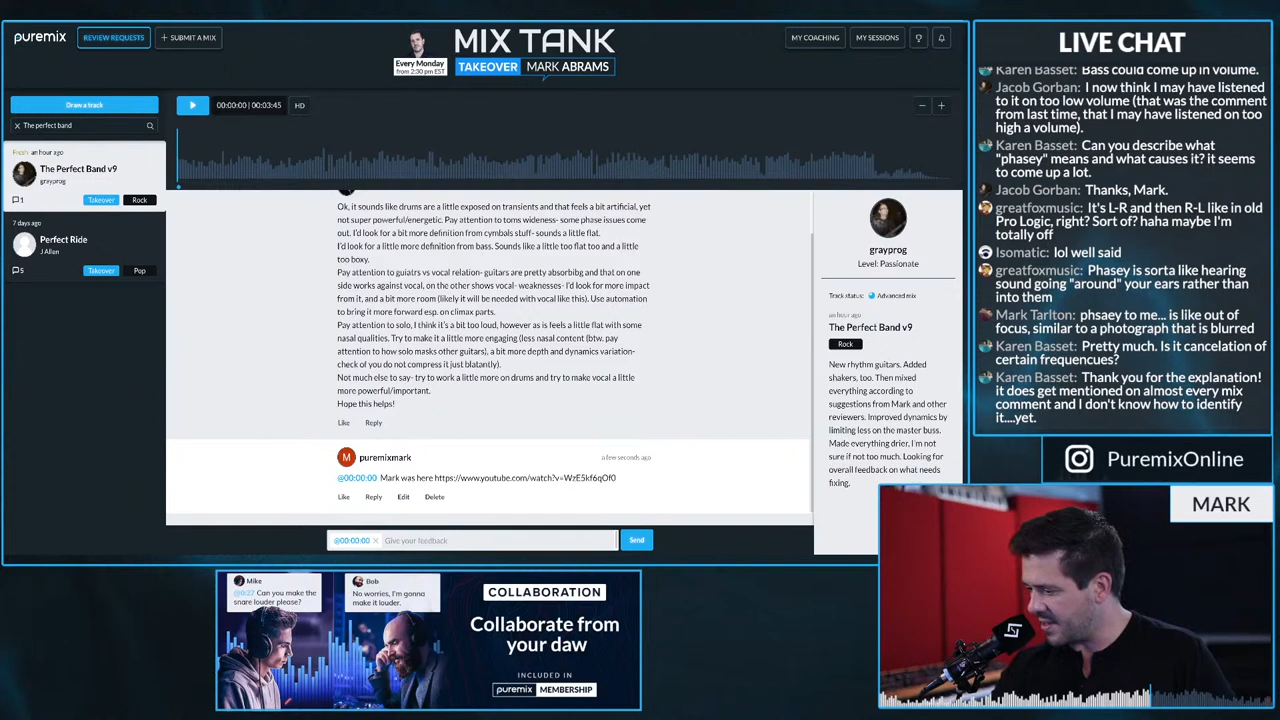 puremix
REVIEW REQUESTS
+ SUBMIT A MIX
Every Monday
from 2:30 pm EST
MIX TANK
TAKEOVER MARK ABRAMS
MY COACHING
MY SESSIONS
Draw a track
The perfect band
Fresh an hour ago
The Perfect Band v9
grayprog
1
Takeover
Rock
7 days ago
Perfect Ride
J Allen
5
Takeover
Pop
00:00:00 | 00:03:45
HD
Ok, it sounds like drums are a little exposed on transients and that feels a bit artificial, yet
not super powerful/energetic. Pay attention to toms wideness- some phase issues come
out. I'd look for a bit more definition from cymbals stuff- sounds a little flat.
I'd look for a little more definition from bass. Sounds like a little too flat too and a little
too boxy.
Pay attention to guiatrs vs vocal relation- guitars are pretty absorbibg and that on one
side works against vocal, on the other shows vocal- weaknesses- I'd look for more impact
from it, and a bit more room (likely it will be needed with vocal like this). Use automation
to bring it more forward esp. on climax parts.
Pay attention to solo, I think it's a bit too loud, however as is feels a little flat with some
nasal qualities. Try to make it a little more engaging (less nasal content (btw. pay
attention to how solo masks other guitars), a bit more depth and dynamics variation-
check of you do not compress it just blatantly).
Not much else to say- try to work a little more on drums and try to make vocal a little
more powerful/important.
Hope this helps!
Like Reply
M
puremixmark
a few seconds ago
@00:00:00 Mark was here https://www.youtube.com/watch?v=WzE5kf6qOf0
Like Reply Edit Delete
@00:00:00 × Give your feedback
Send
grayprog
Level: Passionate
Track status: Advanced mix
an hour ago
The Perfect Band v9
Rock
New rhythm guitars. Added
shakers, too. Then mixed
everything according to
suggestions from Mark and other
reviewers. Improved dynamics by
limiting less on the master buss.
Made everything drier, I'm not
sure if not too much. Looking for
overall feedback on what needs
fixing.
LIVE CHAT
Karen Basset: Bass could come up in volume.
Jacob Gorban: I now think I may have listened
to it on too low volume (that was the comment
from last time, that I may have listened on too
high a volume).
Karen Basset: Can you describe what
"phasey" means and what causes it? it seems
to come up a lot.
Jacob Gorban: Thanks, Mark.
greatfoxmusic: It's L-R and then R-L like in old
Pro Logic, right? Sort of? haha maybe I'm
totally off
Isomatic: lol well said
greatfoxmusic: Phasey is sorta like hearing
sound going "around" your ears rather than
into them
Mark Tarlton: phsaey to me... is like out of
focus, similar to a photograph that is blurred
Karen Basset: Pretty much. Is it cancelation of
certain frequencues?
Karen Basset: Thank you for the explanation!
it does get mentioned on almost every mix
comment and I don't know how to identify
it....yet.
PuremixOnline
MARK
Mike
@0:27 Can you make the
snare louder please?
Bob
No worries, I'm gonna
make it louder.
COLLABORATION
Collaborate from
your daw
INCLUDED IN
puremix MEMBERSHIP